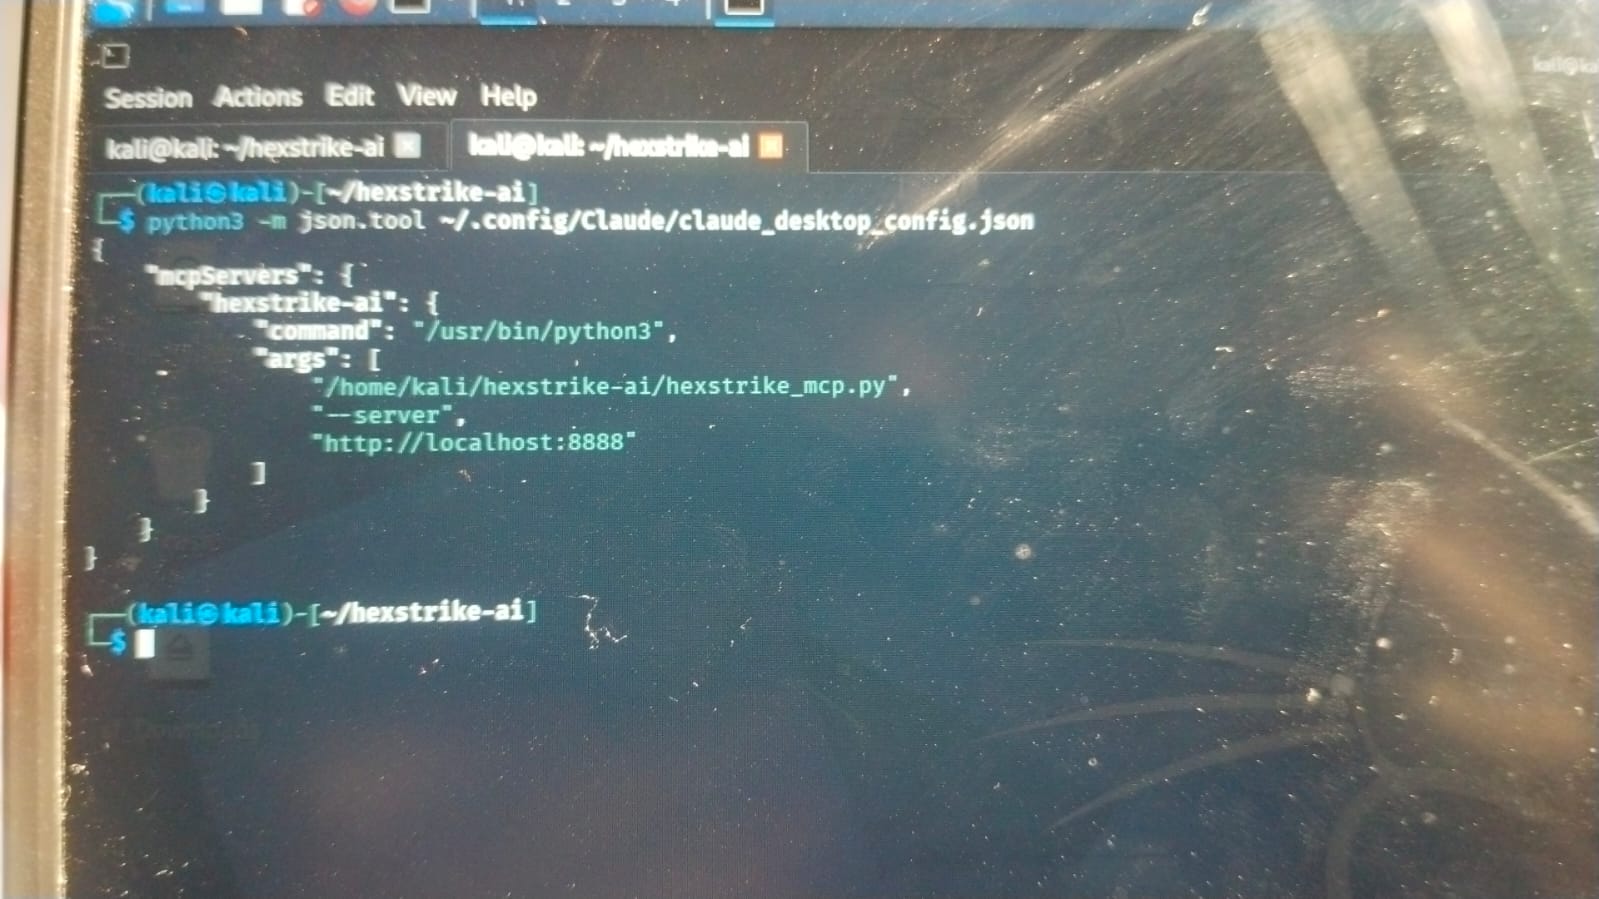 Session Actions Edit View Help
kali@kali: ~/hexstrike-ai kali@kali: ~/hexstrike-ai
┌──(kali㉿kali)-[~/hexstrike-ai]
└─$ python3 -m json.tool ~/.config/Claude/claude_desktop_config.json
{
    "mcpServers": {
        "hexstrike-ai": {
            "command": "/usr/bin/python3",
            "args": [
                "/home/kali/hexstrike-ai/hexstrike_mcp.py",
                "--server",
                "http://localhost:8888"
            ]
        }
    }
}
┌──(kali㉿kali)-[~/hexstrike-ai]
└─$